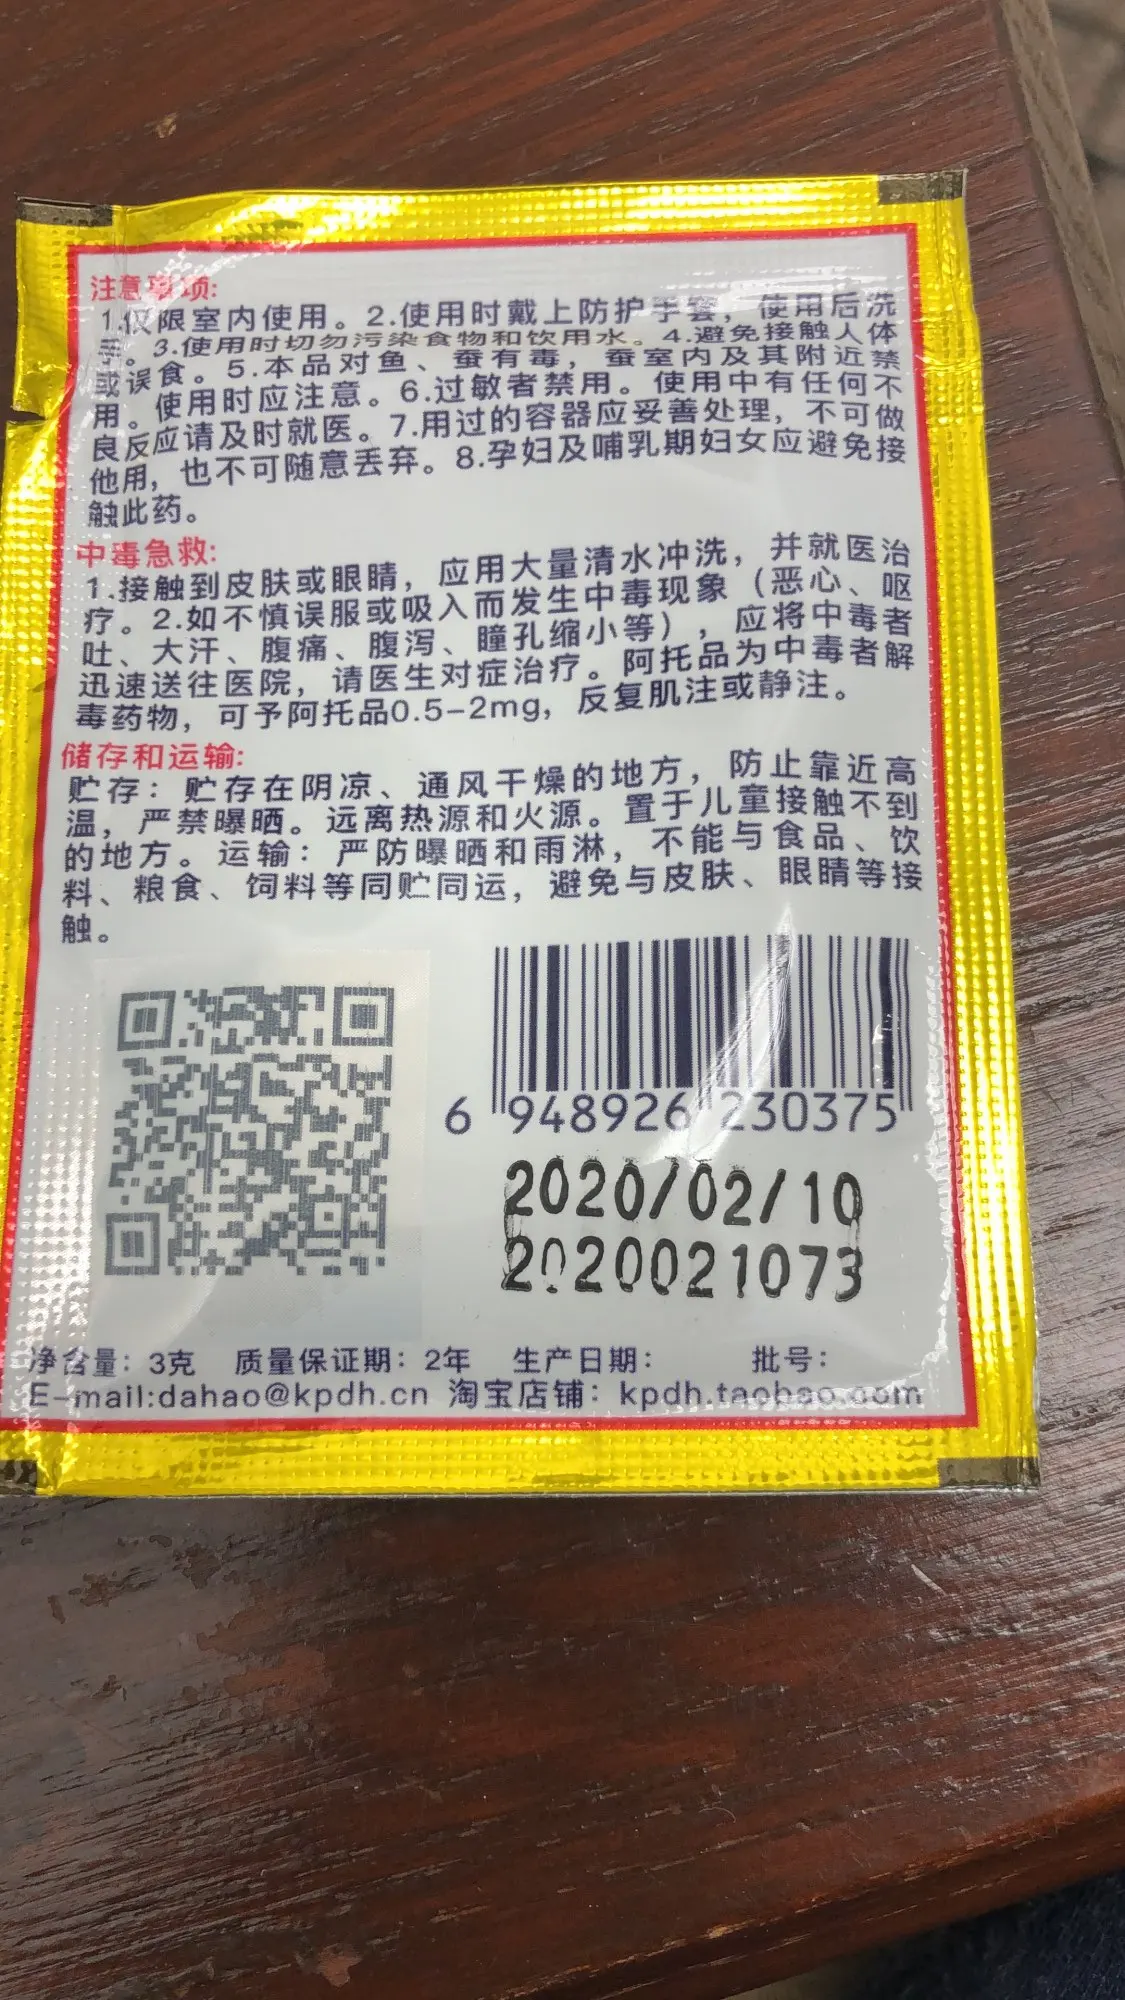 注意事项:
1.仅限室内使用。2.使用时戴上防护手套，使用后洗
手。3.使用时切勿污染食物和饮用水。4.避免接触人体
或误食。5.本品对鱼、蚕有毒，蚕室内及其附近禁
用。使用时应注意。6.过敏者禁用。使用中有任何不
良反应请及时就医。7.用过的容器应妥善处理，不可做
他用，也不可随意丢弃。8.孕妇及哺乳期妇女应避免接
触此药。
中毒急救:
1.接触到皮肤或眼睛，应用大量清水冲洗，并就医治
疗。2.如不慎误服或吸入而发生中毒现象（恶心、呕
吐、大汗、腹痛、腹泻、瞳孔缩小等），应将中毒者
迅速送往医院，请医生对症治疗。阿托品为中毒者解
毒药物，可予阿托品0.5-2mg，反复肌注或静注。
储存和运输:
贮存：贮存在阴凉、通风干燥的地方，防止靠近高
温，严禁曝晒。远离热源和火源。置于儿童接触不到
的地方。运输：严防曝晒和雨淋，不能与食品、饮
料、粮食、饲料等同贮同运，避免与皮肤、眼睛等接
触。
6 948926 230375
2020/02/10
2020021073
净含量：3克 质量保证期：2年 生产日期： 批号：
E-mail:dahao@kpdh.cn 淘宝店铺：kpdh.taobao.com